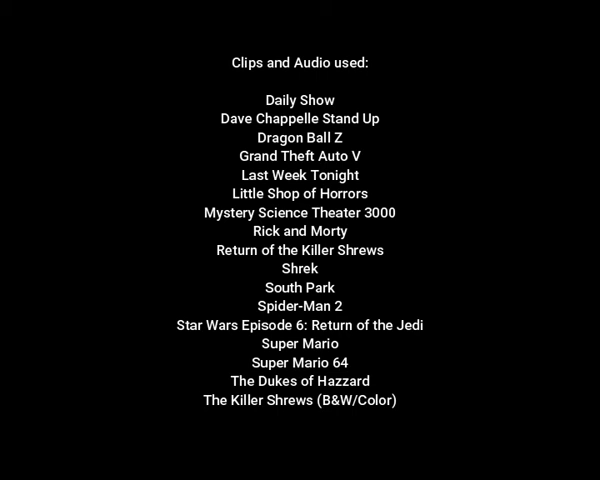 Clips and Audio used:
Daily Show
Dave Chappelle Stand Up
Dragon Ball Z
Grand Theft Auto V
Last Week Tonight
Little Shop of Horrors
Mystery Science Theater 3000
Rick and Morty
Return of the Killer Shrews
Shrek
South Park
Spider-Man 2
Star Wars Episode 6: Return of the Jedi
Super Mario
Super Mario 64
The Dukes of Hazzard
The Killer Shrews (B&W/Color)